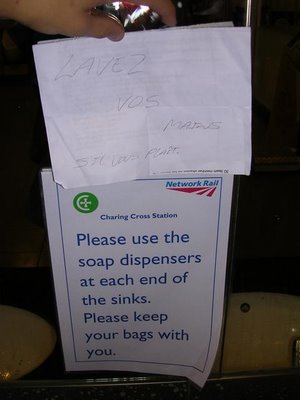 LAVEZ
VOS
MAINS
S'IL VOUS PLAIT.
Network Rail
Charing Cross Station
Please use the
soap dispensers
at each end of
the sinks.
Please keep
your bags with
you.